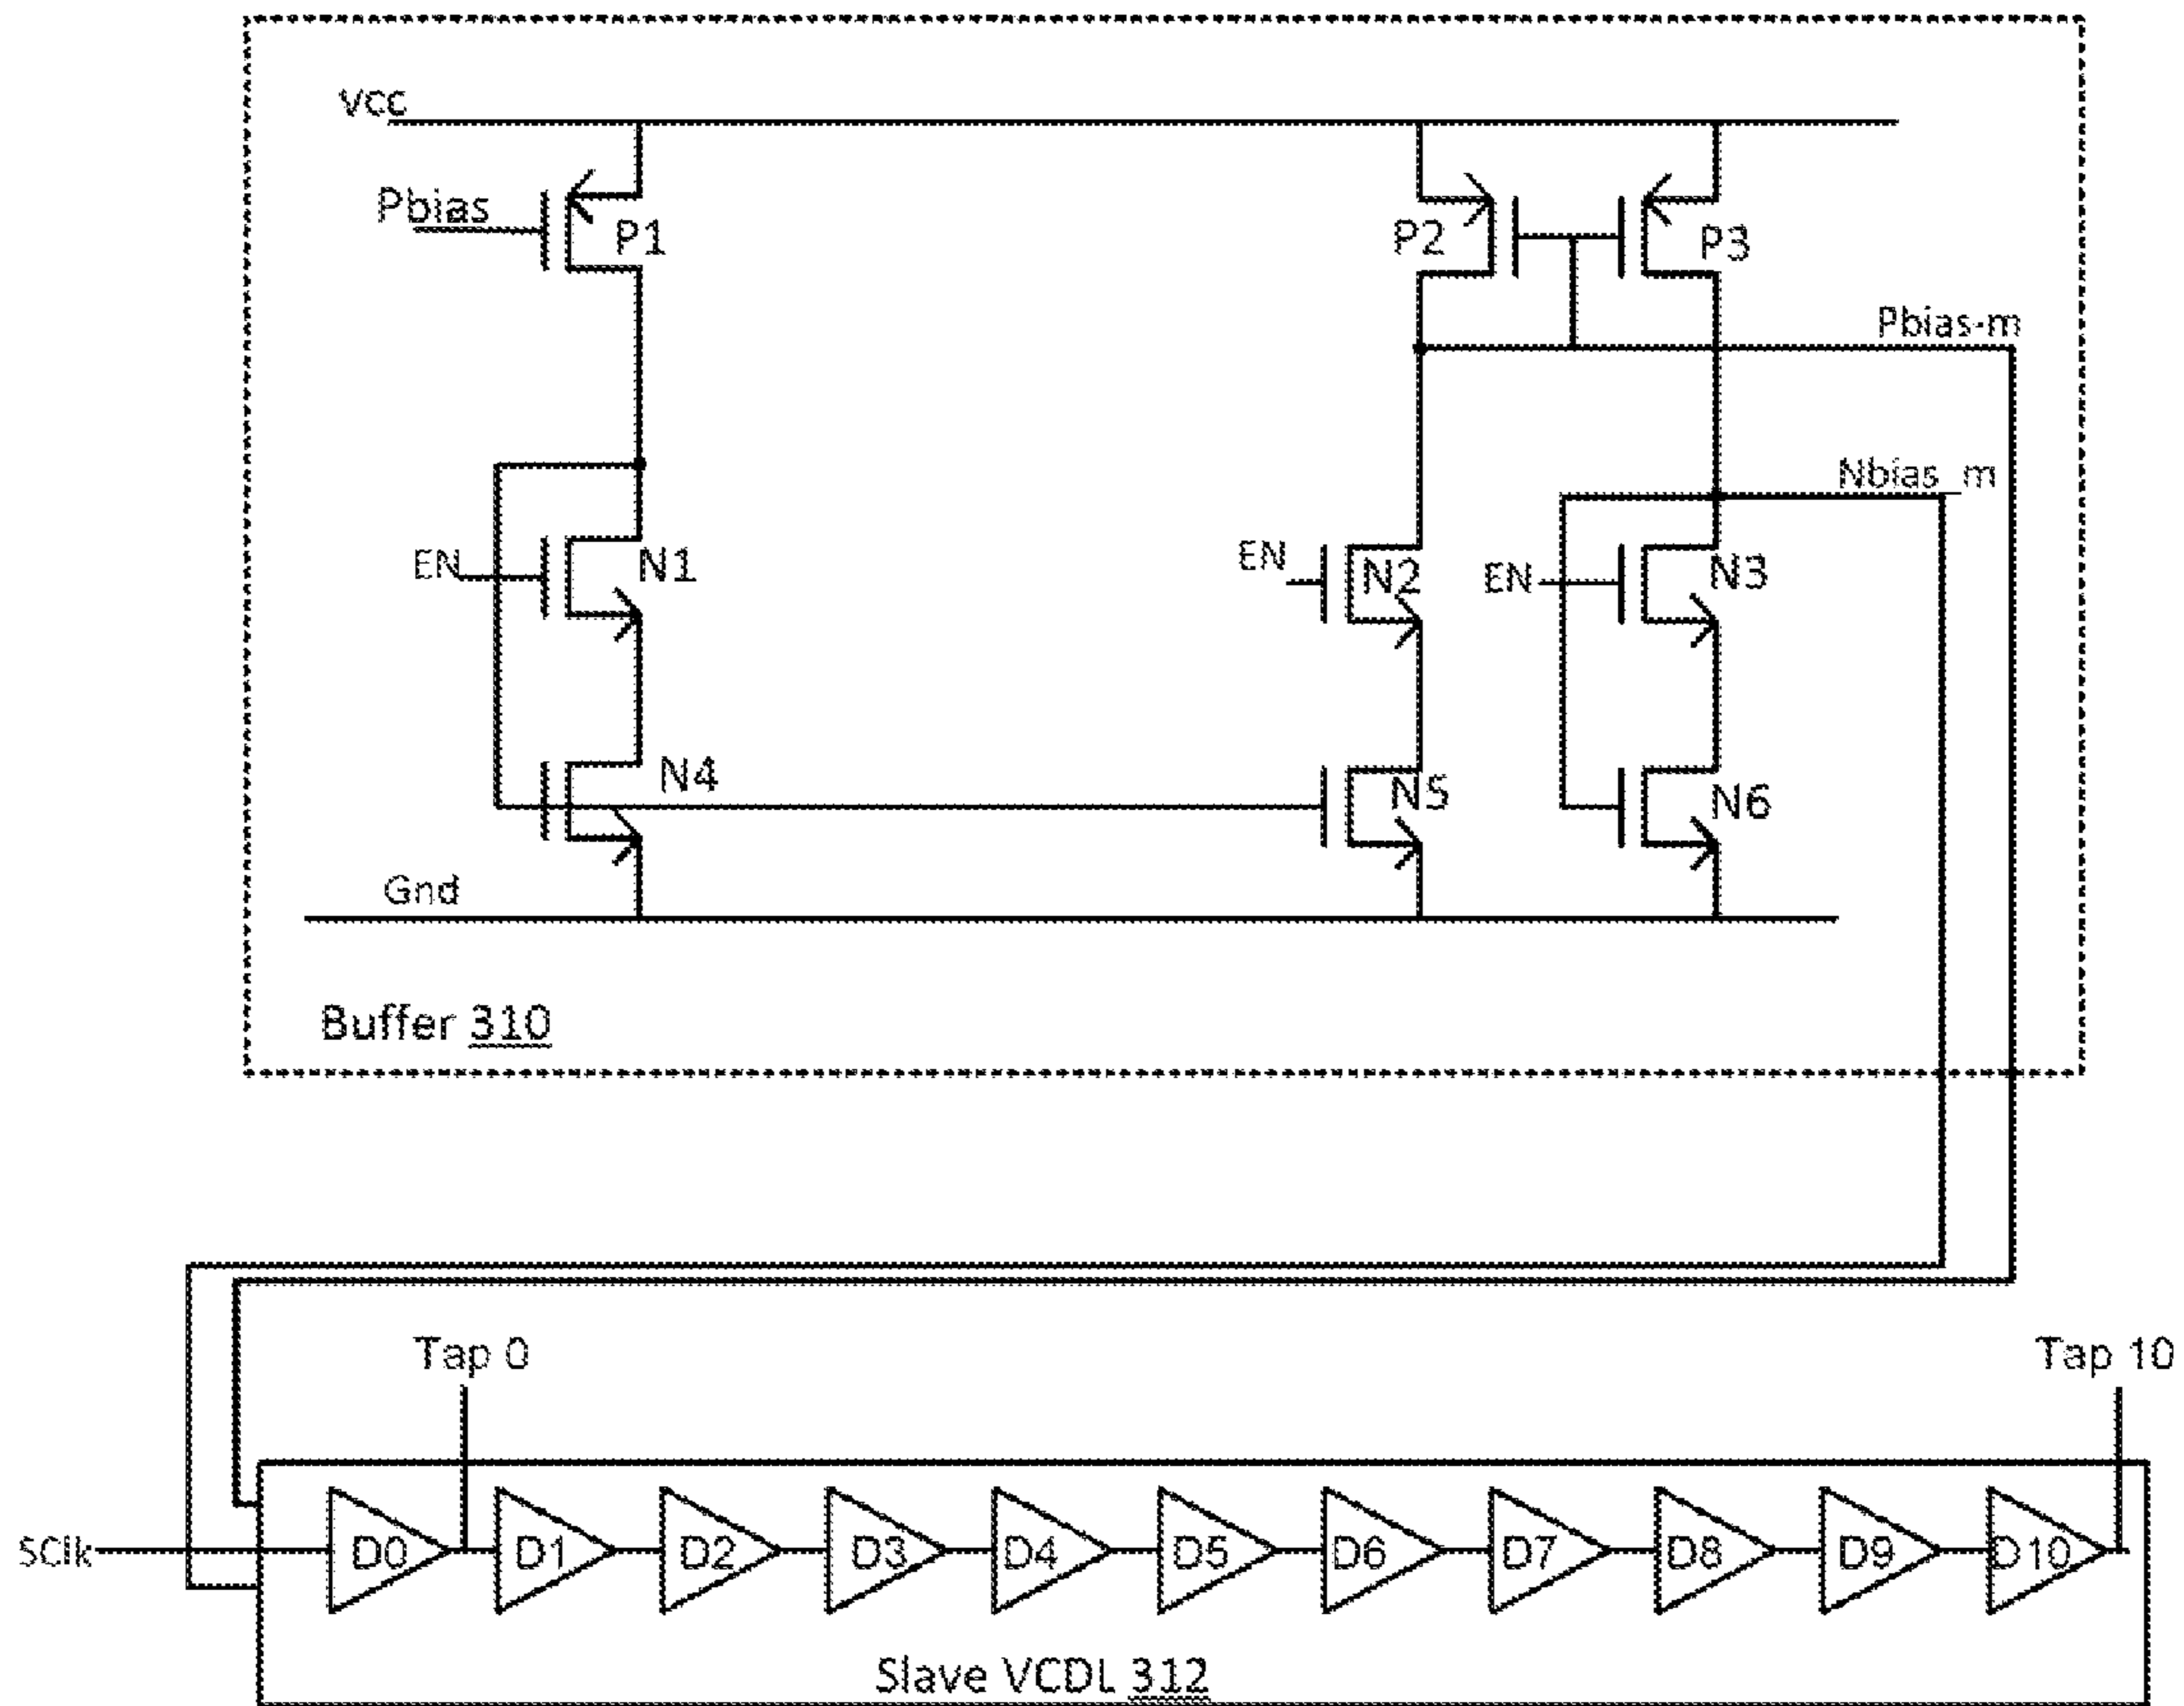 vcc
Pbias
P1
P2
P3
Pbias-m
Nbias_m
EN
N1
EN
N2
EN
N3
N4
N5
N6
Gnd
Buffer 310
Tap 0
Tap 10
SClk
D0
D1
D2
D3
D4
D5
D6
D7
D8
D9
D10
Slave VCDL 312